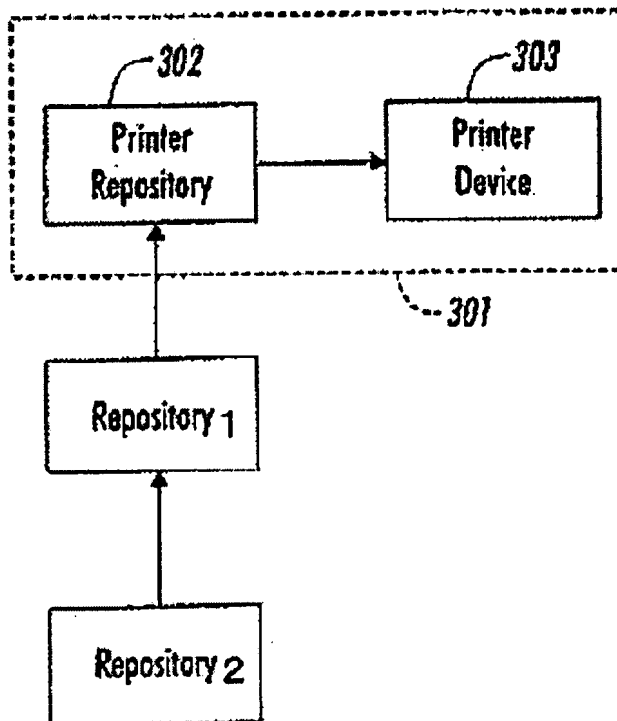 302
303
Printer
Repository
Printer
Device
301
Repository 1
Repository 2